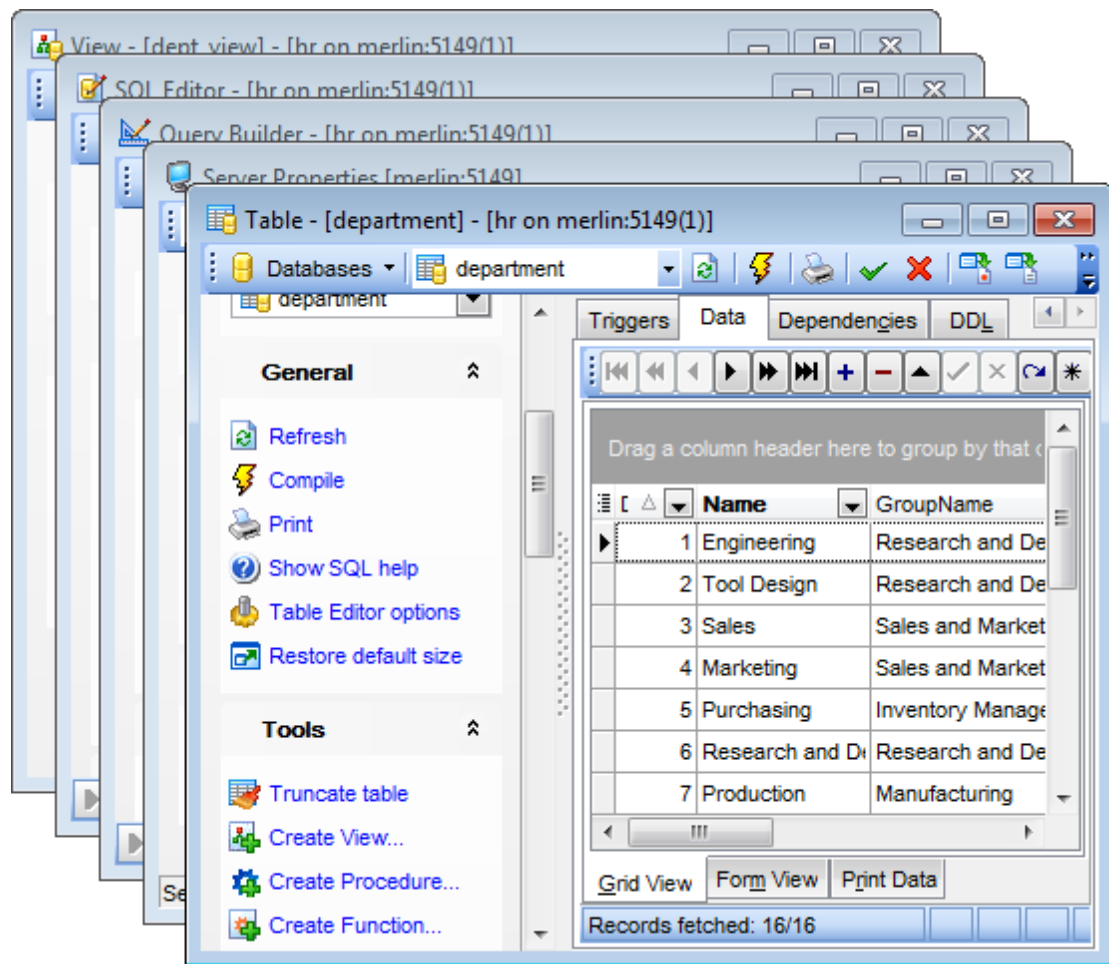 View - [dept_view] - [hr on merlin:5149(1)]
SQL Editor - [hr on merlin:5149(1)]
Query Builder - [hr on merlin:5149(1)]
Server Properties [merlin:5149]
Table - [department] - [hr on merlin:5149(1)]
Databases department
department
General
Refresh
Compile
Print
Show SQL help
Table Editor options
Restore default size
Tools
Truncate table
Create View...
Create Procedure...
Create Function...
Se
Triggers Data Dependencies DDL
Drag a column header here to group by that c
Name GroupName
1 Engineering Research and De
2 Tool Design Research and De
3 Sales Sales and Market
4 Marketing Sales and Market
5 Purchasing Inventory Manage
6 Research and De Research and De
7 Production Manufacturing
Grid View Form View Print Data
Records fetched: 16/16